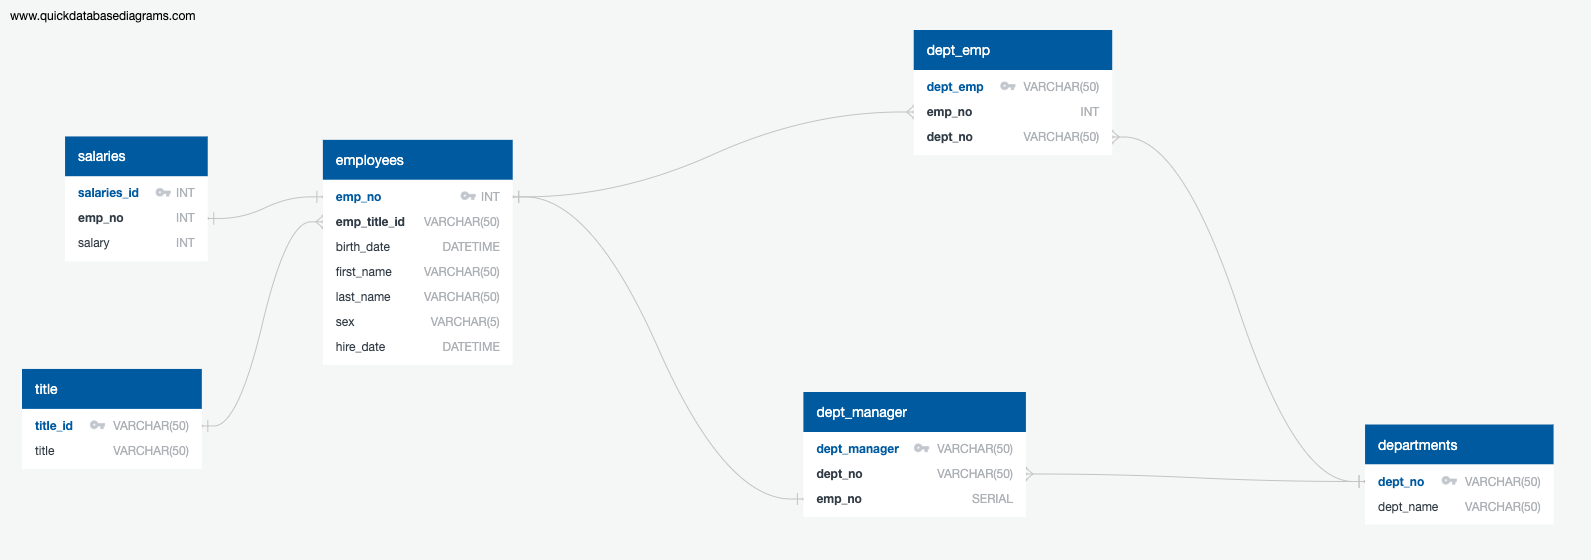 www.quickdatabasediagrams.com
dept_emp
dept_emp VARCHAR(50)
emp_no INT
dept_no VARCHAR(50)
salaries
salaries_id INT
emp_no INT
salary INT
employees
emp_no INT
emp_title_id VARCHAR(50)
birth_date DATETIME
first_name VARCHAR(50)
last_name VARCHAR(50)
sex VARCHAR(5)
hire_date DATETIME
title
title_id VARCHAR(50)
title VARCHAR(50)
dept_manager
dept_manager VARCHAR(50)
dept_no VARCHAR(50)
emp_no SERIAL
departments
dept_no VARCHAR(50)
dept_name VARCHAR(50)